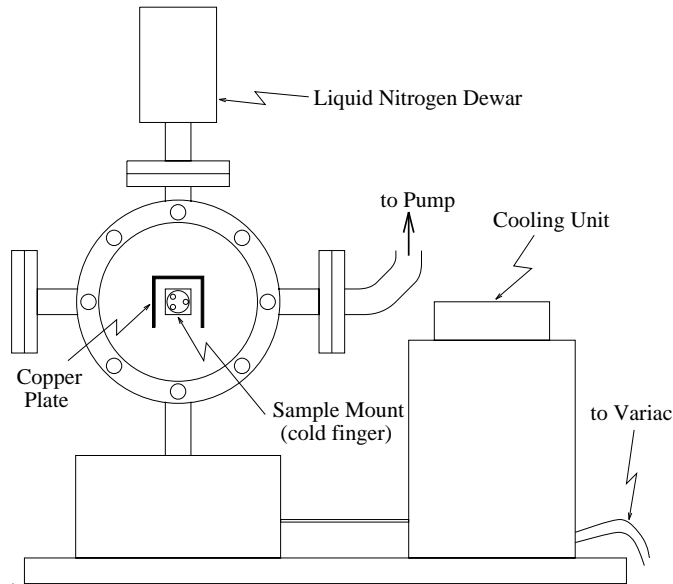 Liquid Nitrogen Dewar
to Pump
Cooling Unit
Copper
Plate
Sample Mount
(cold finger)
to Variac